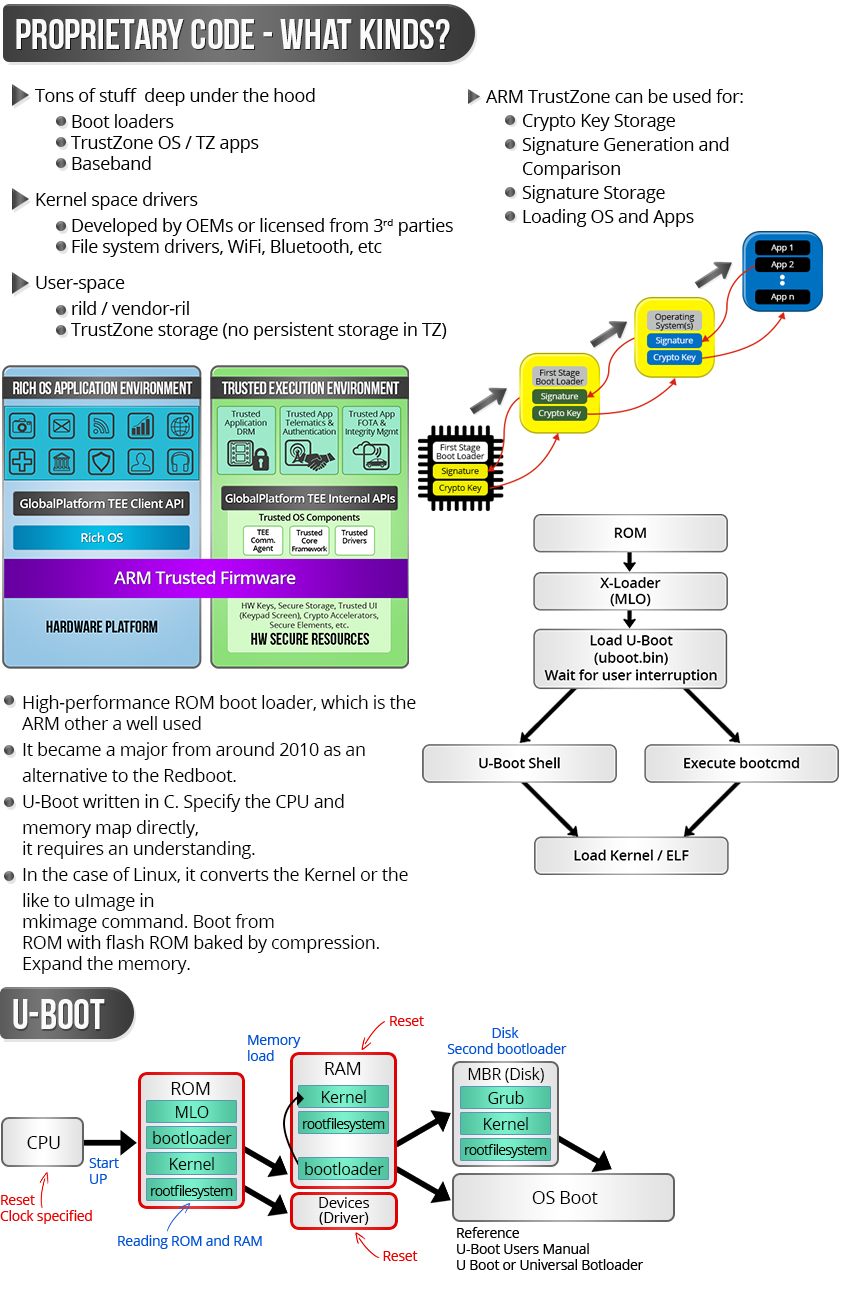 PROPRIETARY CODE - WHAT KINDS?
Tons of stuff deep under the hood
Boot loaders
TrustZone OS / TZ apps
Baseband
Kernel space drivers
Developed by OEMs or licensed from 3rd parties
File system drivers, WiFi, Bluetooth, etc
User-space
rild / vendor-ril
TrustZone storage (no persistent storage in TZ)
ARM TrustZone can be used for:
Crypto Key Storage
Signature Generation and
Comparison
Signature Storage
Loading OS and Apps
App 1
App 2
App n
Operating
System(s)
Signature
Crypto Key
First Stage
Boot Loader
Signature
Crypto Key
First Stage
Boot Loader
Signature
Crypto Key
RICH OS APPLICATION ENVIRONMENT
GlobalPlatform TEE Client API
Rich OS
TRUSTED EXECUTION ENVIRONMENT
Trusted
Application
DRM
Trusted App
Telematics &
Authentication
Trusted App
FOTA &
Integrity Mgmt
GlobalPlatform TEE Internal APIs
Trusted OS Components
TEE
Comm.
Agent
Trusted
Core
Framework
Trusted
Drivers
ARM Trusted Firmware
HARDWARE PLATFORM
HW Keys, Secure Storage, Trusted UI
(Keypad Screen), Crypto Accelerators,
Secure Elements, etc.
HW SECURE RESOURCES
ROM
X-Loader
(MLO)
Load U-Boot
(uboot.bin)
Wait for user interruption
U-Boot Shell
Execute bootcmd
Load Kernel / ELF
High-performance ROM boot loader, which is the
ARM other a well used
It became a major from around 2010 as an
alternative to the Redboot.
U-Boot written in C. Specify the CPU and
memory map directly,
it requires an understanding.
In the case of Linux, it converts the Kernel or the
like to uImage in
mkimage command. Boot from
ROM with flash ROM baked by compression.
Expand the memory.
U-BOOT
CPU
Reset
Clock specified
Start
UP
ROM
MLO
bootloader
Kernel
rootfilesystem
Reading ROM and RAM
Memory
load
Reset
RAM
Kernel
rootfilesystem
bootloader
Devices
(Driver)
Reset
Disk
Second bootloader
MBR (Disk)
Grub
Kernel
rootfilesystem
OS Boot
Reference
U-Boot Users Manual
U Boot or Universal Botloader